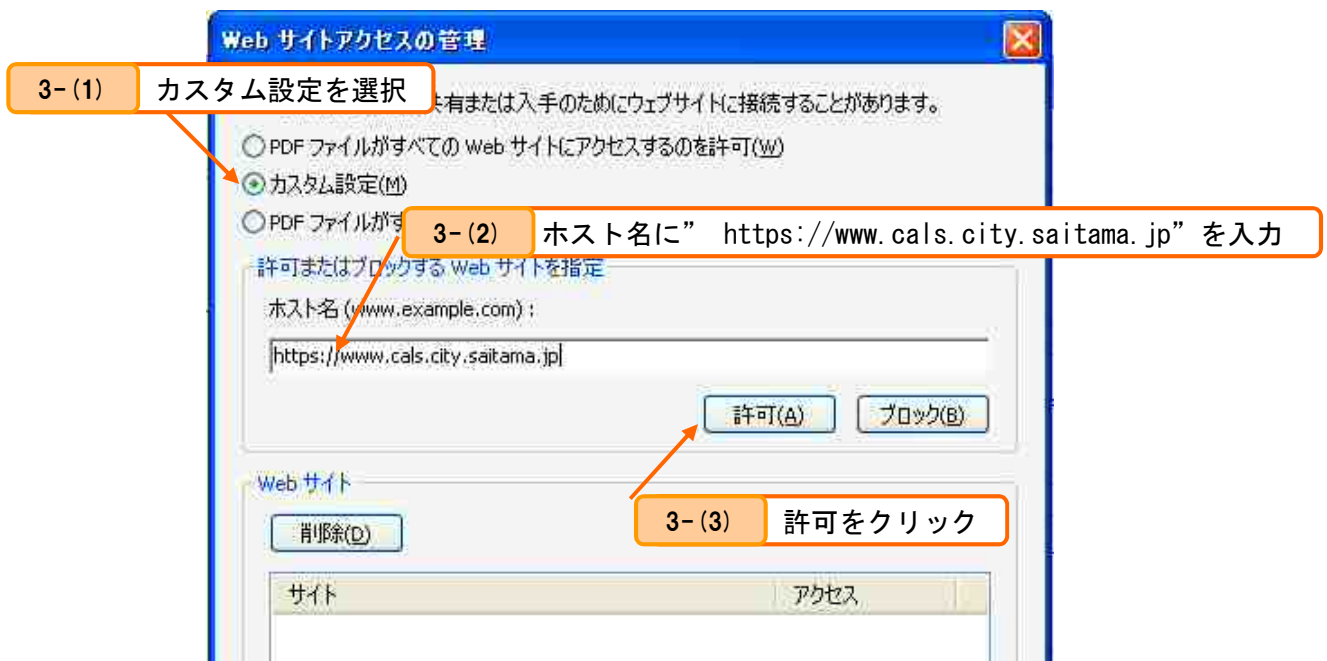 Web サイトアクセスの管理
3-(1) カスタム設定を選択
共有または入手のためにウェブサイトに接続することがあります。
PDF ファイルがすべての Web サイトにアクセスするのを許可(W)
カスタム設定(M)
PDF ファイルがす
3-(2) ホスト名に” https://www.cals.city.saitama.jp”を入力
許可またはブロックする Web サイトを指定
ホスト名 (www.example.com) :
https://www.cals.city.saitama.jp
許可(A) ブロック(B)
Web サイト
3-(3) 許可をクリック
削除(D)
サイト アクセス